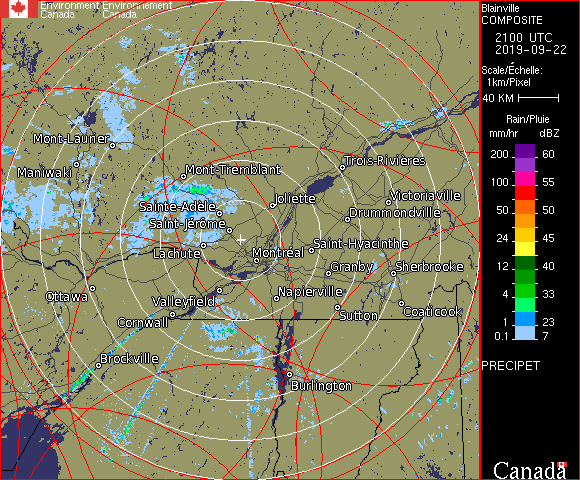 Environment Environnement
Canada Canada
Blainville
COMPOSITE
2100 UTC
2019-09-22
Scale/Échelle:
1km/Pixel
40 KM
Rain/Pluie
mm/hr dBZ
200 60
100 55
50 50
24 45
12 40
4 33
1 23
0.1 7
PRECIPET
Canada
Mont-Laurier
Maniwaki
Mont-Tremblant
Trois-Rivières
Sainte-Adèle
Joliette
Victoriaville
Drummondville
Saint-Jérôme
Lachute
Montréal
Saint-Hyacinthe
Granby
Sherbrooke
Ottawa
Valleyfield
Napierville
Cornwall
Sutton
Coaticook
Brockville
Burlington